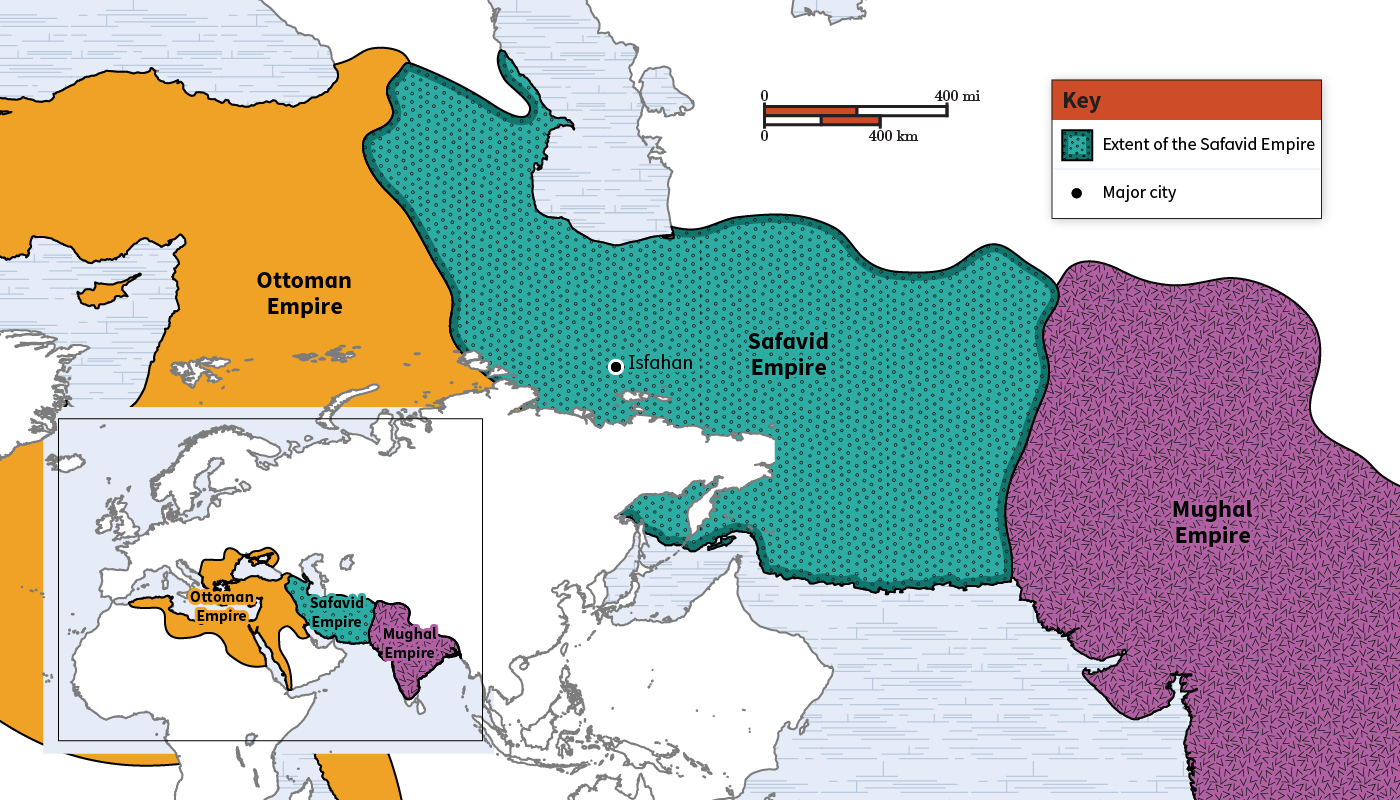 0
400 mi
0
400 km
Key
Extent of the Safavid Empire
Major city
Ottoman
Empire
Safavid
Empire
Isfahan
Mughal
Empire
Ottoman
Empire
Safavid
Empire
Mughal
Empire